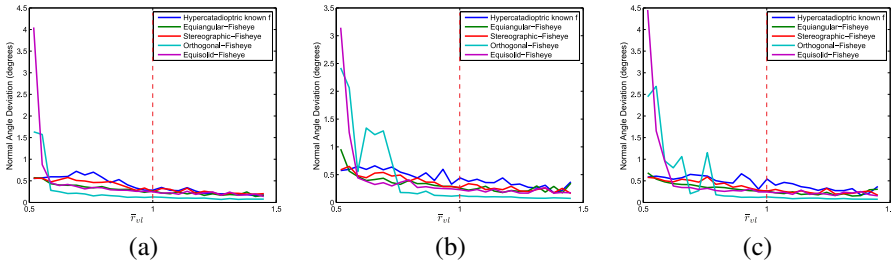 Normal Angle Deviation (degrees)
4.5
4
3.5
3
2.5
2
1.5
1
0.5
0
0.5
1
1.5
r̅vl
Hypercatadioptric known f
Equiangular−Fisheye
Stereographic−Fisheye
Orthogonal−Fisheye
Equisolid−Fisheye
(a)
Normal Angle Deviation (degrees)
4
3.5
3
2.5
2
1.5
1
0.5
0
0.5
1
1.5
r̅vl
Hypercatadioptric known f
Equiangular−Fisheye
Stereographic−Fisheye
Orthogonal−Fisheye
Equisolid−Fisheye
(b)
Normal Angle Deviation (degrees)
4.5
4
3.5
3
2.5
2
1.5
1
0.5
0
0.5
1
1.5
r̅vl
Hypercatadioptric known f
Equiangular−Fisheye
Stereographic−Fisheye
Orthogonal−Fisheye
Equisolid−Fisheye
(c)